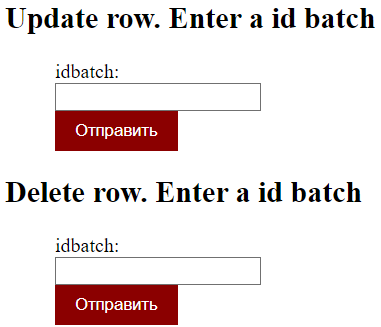 Update row. Enter a id batch
idbatch:
Отправить
Delete row. Enter a id batch
idbatch:
Отправить